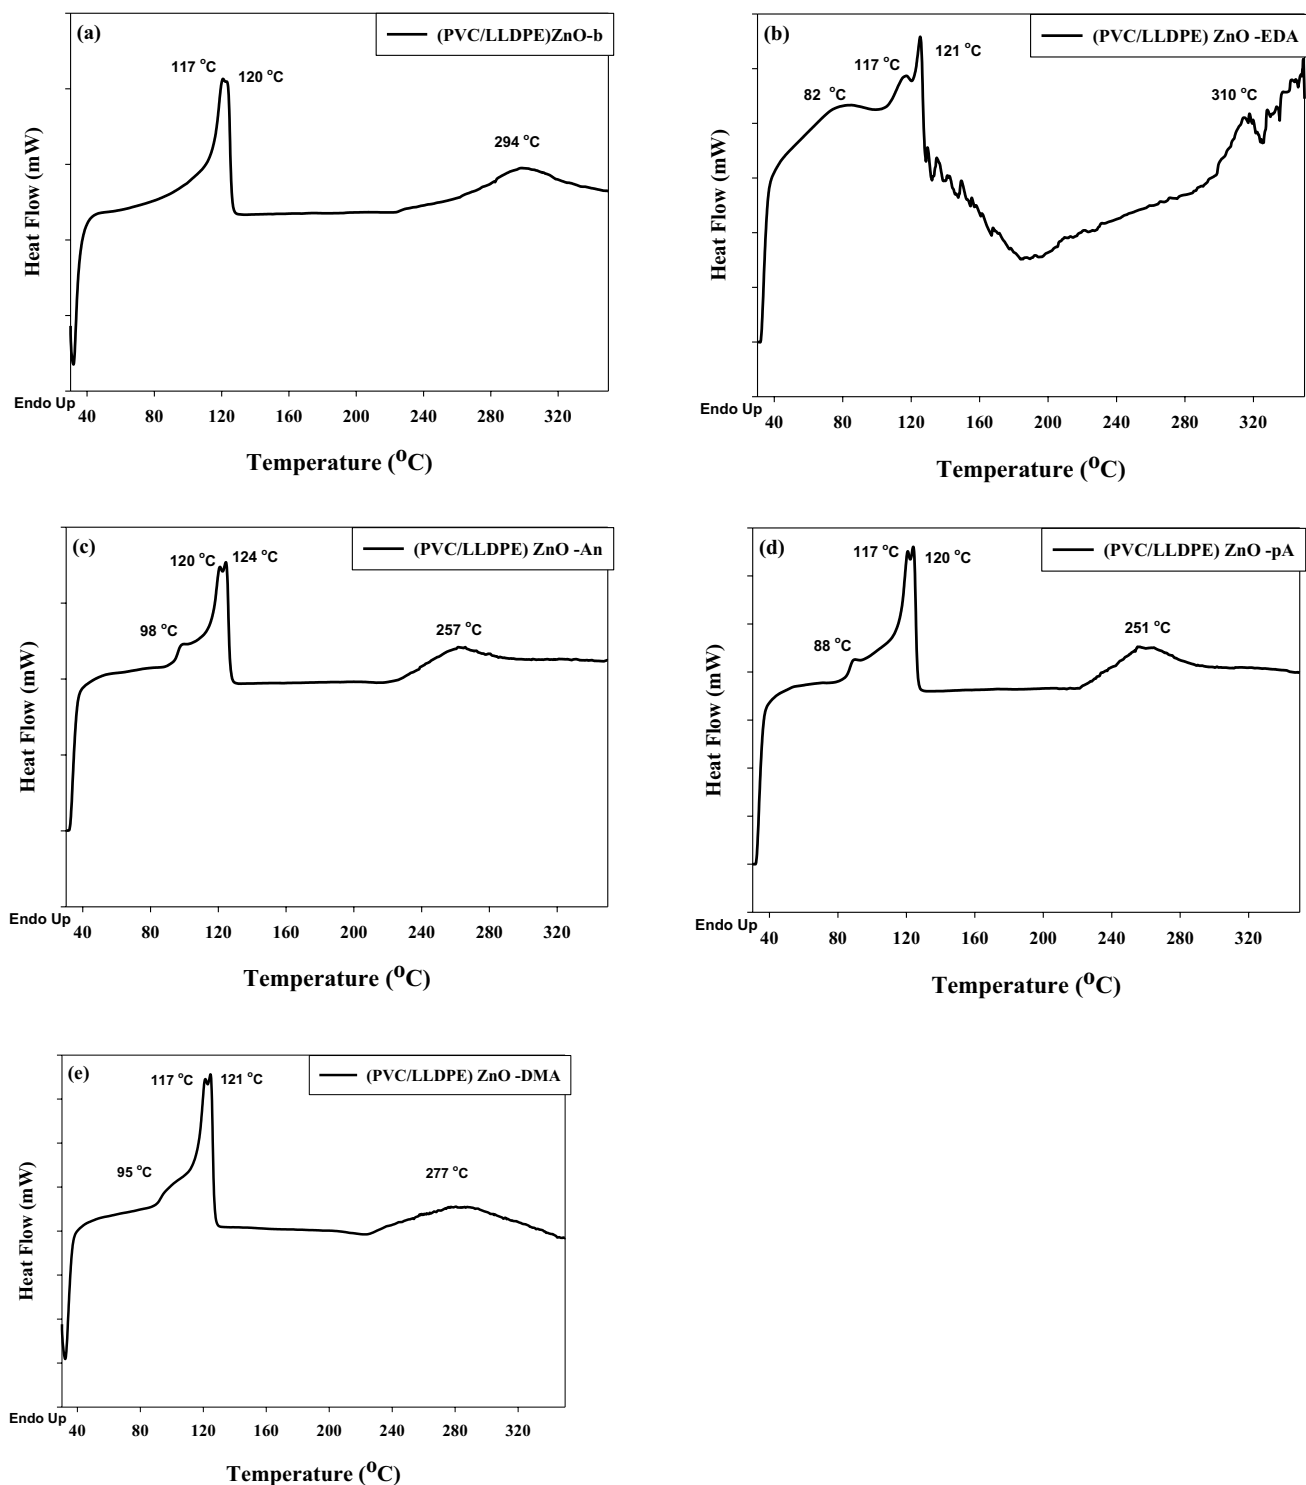 (a)
(PVC/LLDPE)ZnO-b
117 °C
120 °C
294 °C
Heat Flow (mW)
Endo Up
40 80 120 160 200 240 280 320
Temperature (°C)
(b)
(PVC/LLDPE) ZnO -EDA
82 °C
117 °C
121 °C
310 °C
Heat Flow (mW)
Endo Up
40 80 120 160 200 240 280 320
Temperature (°C)
(c)
(PVC/LLDPE) ZnO -An
98 °C
120 °C
124 °C
257 °C
Heat Flow (mW)
Endo Up
40 80 120 160 200 240 280 320
Temperature (°C)
(d)
(PVC/LLDPE) ZnO -pA
88 °C
117 °C
120 °C
251 °C
Heat Flow (mW)
Endo Up
40 80 120 160 200 240 280 320
Temperature (°C)
(e)
(PVC/LLDPE) ZnO -DMA
95 °C
117 °C
121 °C
277 °C
Heat Flow (mW)
Endo Up
40 80 120 160 200 240 280 320
Temperature (°C)